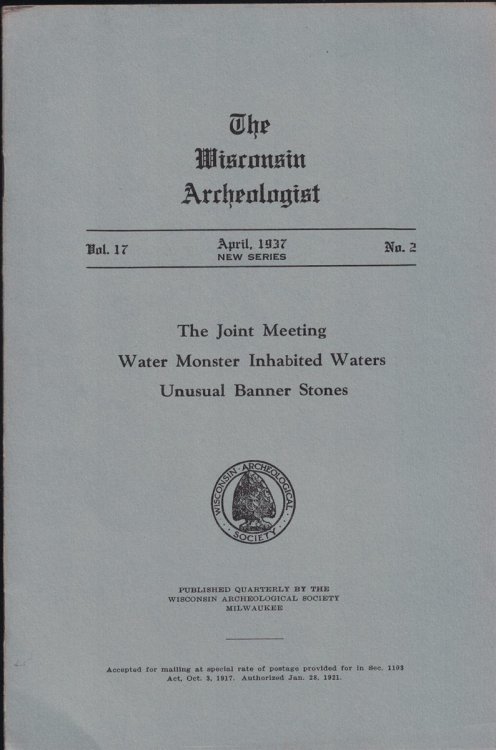 The
Wisconsin
Archeologist
Vol. 17
April, 1937
NEW SERIES
No. 2
The Joint Meeting
Water Monster Inhabited Waters
Unusual Banner Stones
WISCONSIN · ARCHEOLOGICAL
· SOCIETY ·
PUBLISHED QUARTERLY BY THE
WISCONSIN ARCHEOLOGICAL SOCIETY
MILWAUKEE
Accepted for mailing at special rate of postage provided for in Sec. 1103
Act, Oct. 3, 1917. Authorized Jan. 28, 1921.